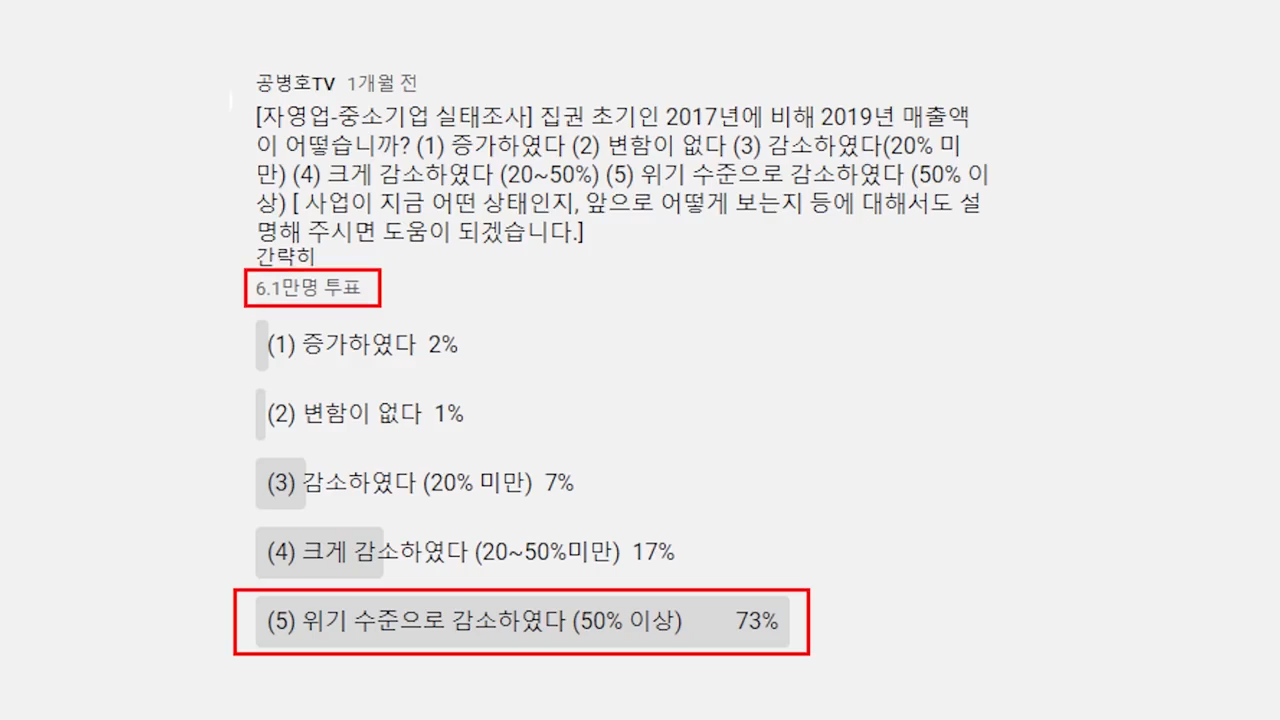 공병호TV 1개월 전
[자영업-중소기업 실태조사] 집권 초기인 2017년에 비해 2019년 매출액
이 어떻습니까? (1) 증가하였다 (2) 변함이 없다 (3) 감소하였다(20% 미
만) (4) 크게 감소하였다 (20~50%) (5) 위기 수준으로 감소하였다 (50% 이
상) [ 사업이 지금 어떤 상태인지, 앞으로 어떻게 보는지 등에 대해서도 설
명해 주시면 도움이 되겠습니다.]
간략히
6.1만명 투표
(1) 증가하였다 2%
(2) 변함이 없다 1%
(3) 감소하였다 (20% 미만) 7%
(4) 크게 감소하였다 (20~50%미만) 17%
(5) 위기 수준으로 감소하였다 (50% 이상) 73%